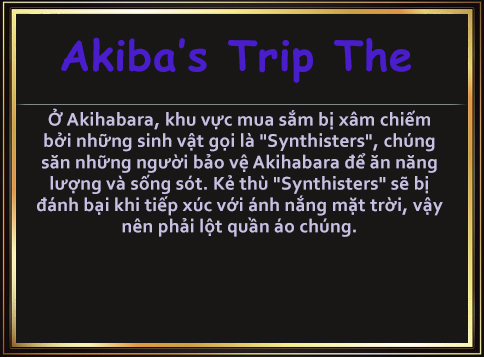 Akiba's Trip The
Ở Akihabara, khu vực mua sắm bị xâm chiếm
bởi những sinh vật gọi là "Synthisters", chúng
săn những người bảo vệ Akihabara để ăn năng
lượng và sống sót. Kẻ thù "Synthisters" sẽ bị
đánh bại khi tiếp xúc với ánh nắng mặt trời, vậy
nên phải lột quần áo chúng.